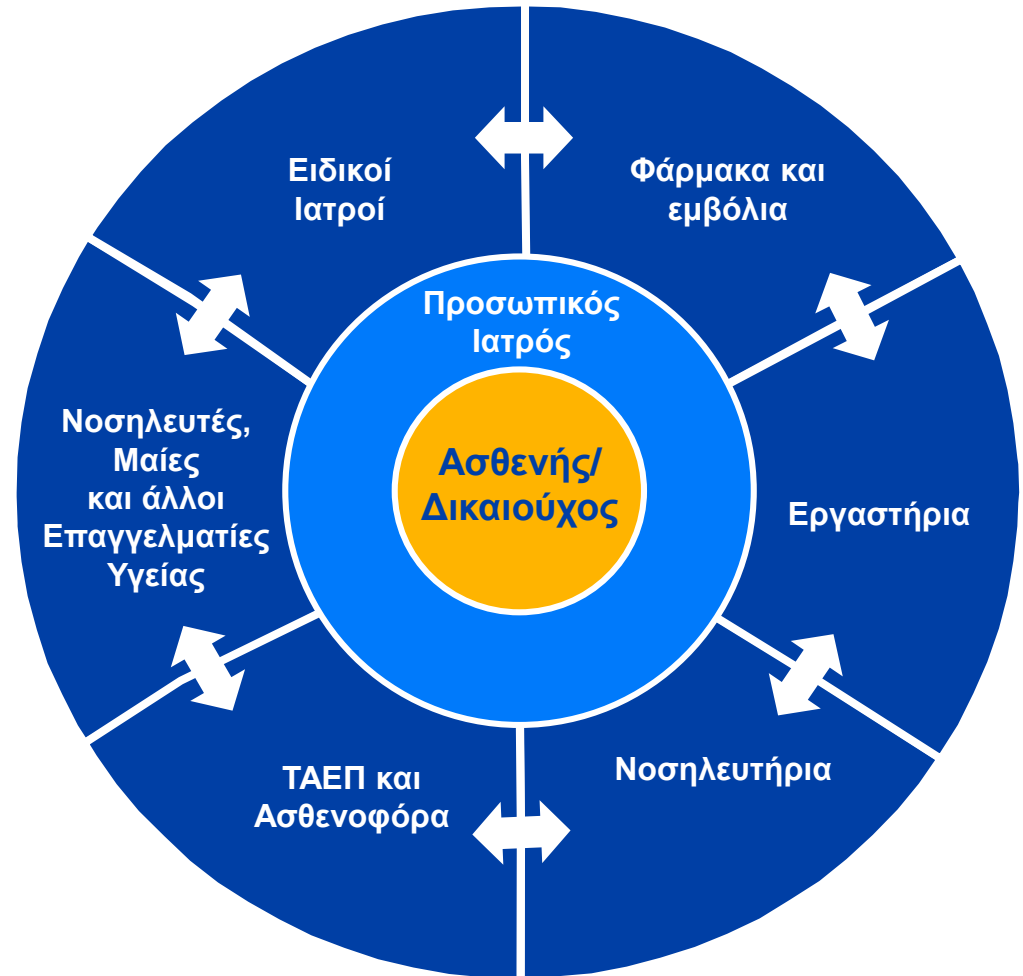 Ειδικοί
Ιατροί
Φάρμακα και
εμβόλια
Προσωπικός
Ιατρός
Νοσηλευτές,
Μαίες
και άλλοι
Επαγγελματίες
Υγείας
Ασθενής/
Δικαιούχος
Εργαστήρια
ΤΑΕΠ και
Ασθενοφόρα
Νοσηλευτήρια